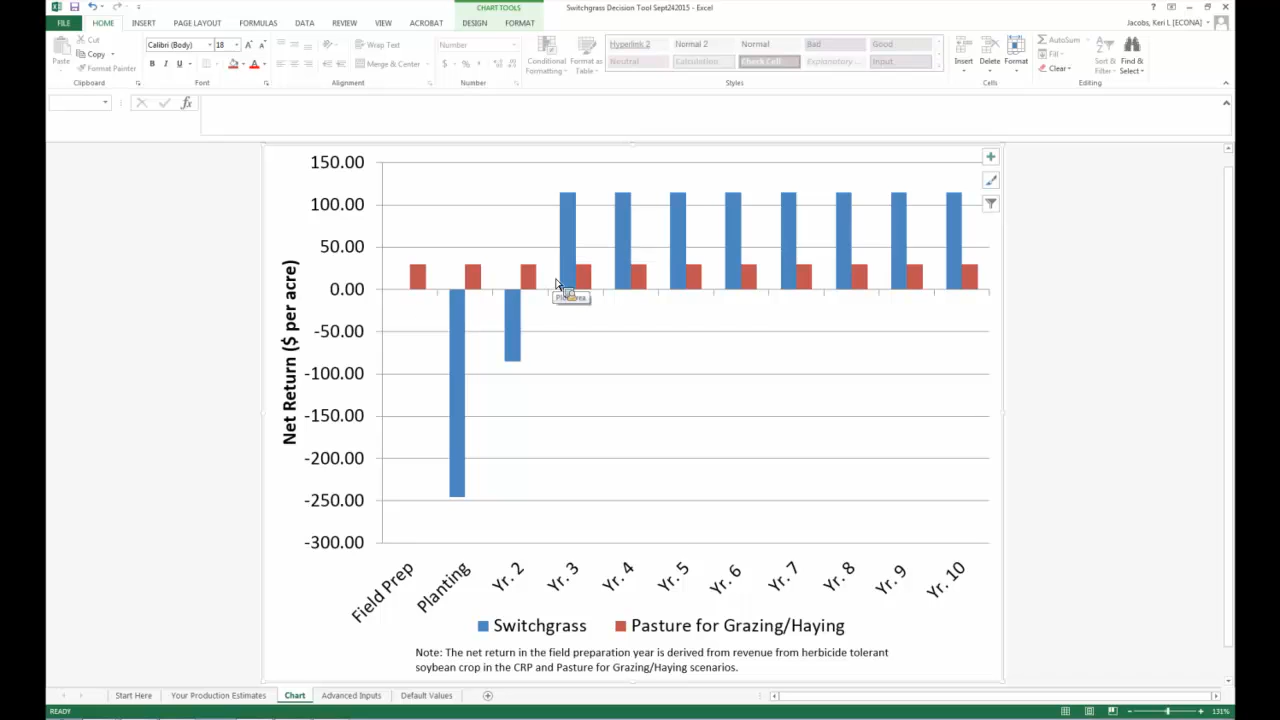 CHART TOOLS
Switchgrass Decision Tool Sept242015 - Excel
FILE HOME INSERT PAGE LAYOUT FORMULAS DATA REVIEW VIEW ACROBAT DESIGN FORMAT
Jacobs, Keri L [ECONA]
Paste
Cut
Copy
Format Painter
Clipboard
Calibri (Body) 18
B I U
Font
Wrap Text
Merge & Center
Alignment
Number
$ %
Number
Conditional Formatting
Format as Table
Hyperlink 2 Normal 2 Normal Bad Good
Neutral Calculation Check Cell Explanatory ... Input
Styles
Insert Delete Format
Cells
AutoSum
Fill
Clear
Sort & Filter
Find & Select
Editing
fx
Net Return ($ per acre)
150.00
100.00
50.00
0.00
-50.00
-100.00
-150.00
-200.00
-250.00
-300.00
Field Prep Planting Yr. 2 Yr. 3 Yr. 4 Yr. 5 Yr. 6 Yr. 7 Yr. 8 Yr. 9 Yr. 10
Switchgrass Pasture for Grazing/Haying
Note: The net return in the field preparation year is derived from revenue from herbicide tolerant
soybean crop in the CRP and Pasture for Grazing/Haying scenarios.
Start Here Your Production Estimates Chart Advanced Inputs Default Values
READY
131%